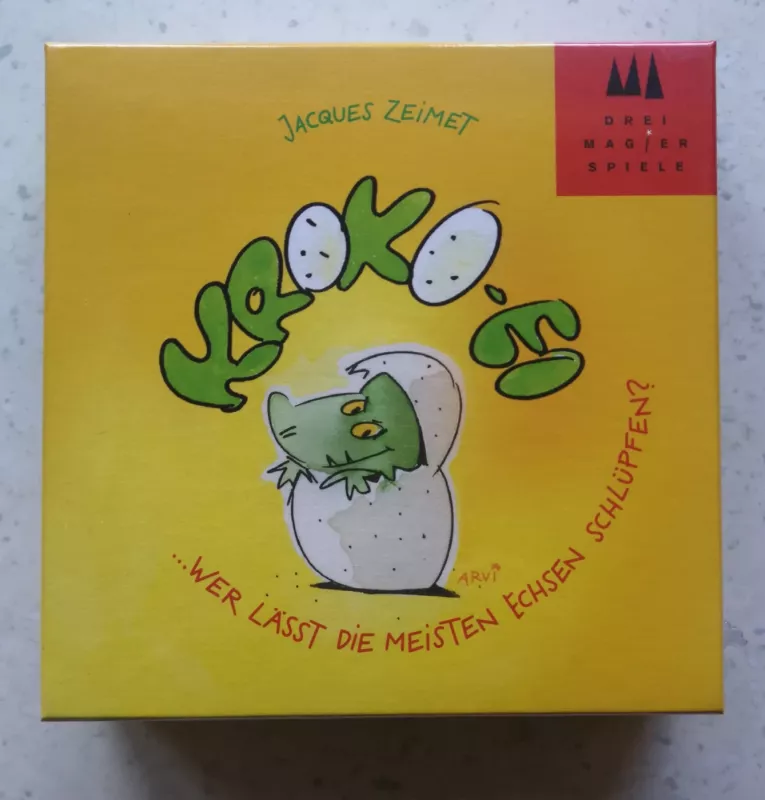 JACQUES ZEIMET
DREI
MAGIER
SPIELE
KROKO-EI
...WER LÄSST DIE MEISTEN ECHSEN SCHLÜPFEN?
ARVI